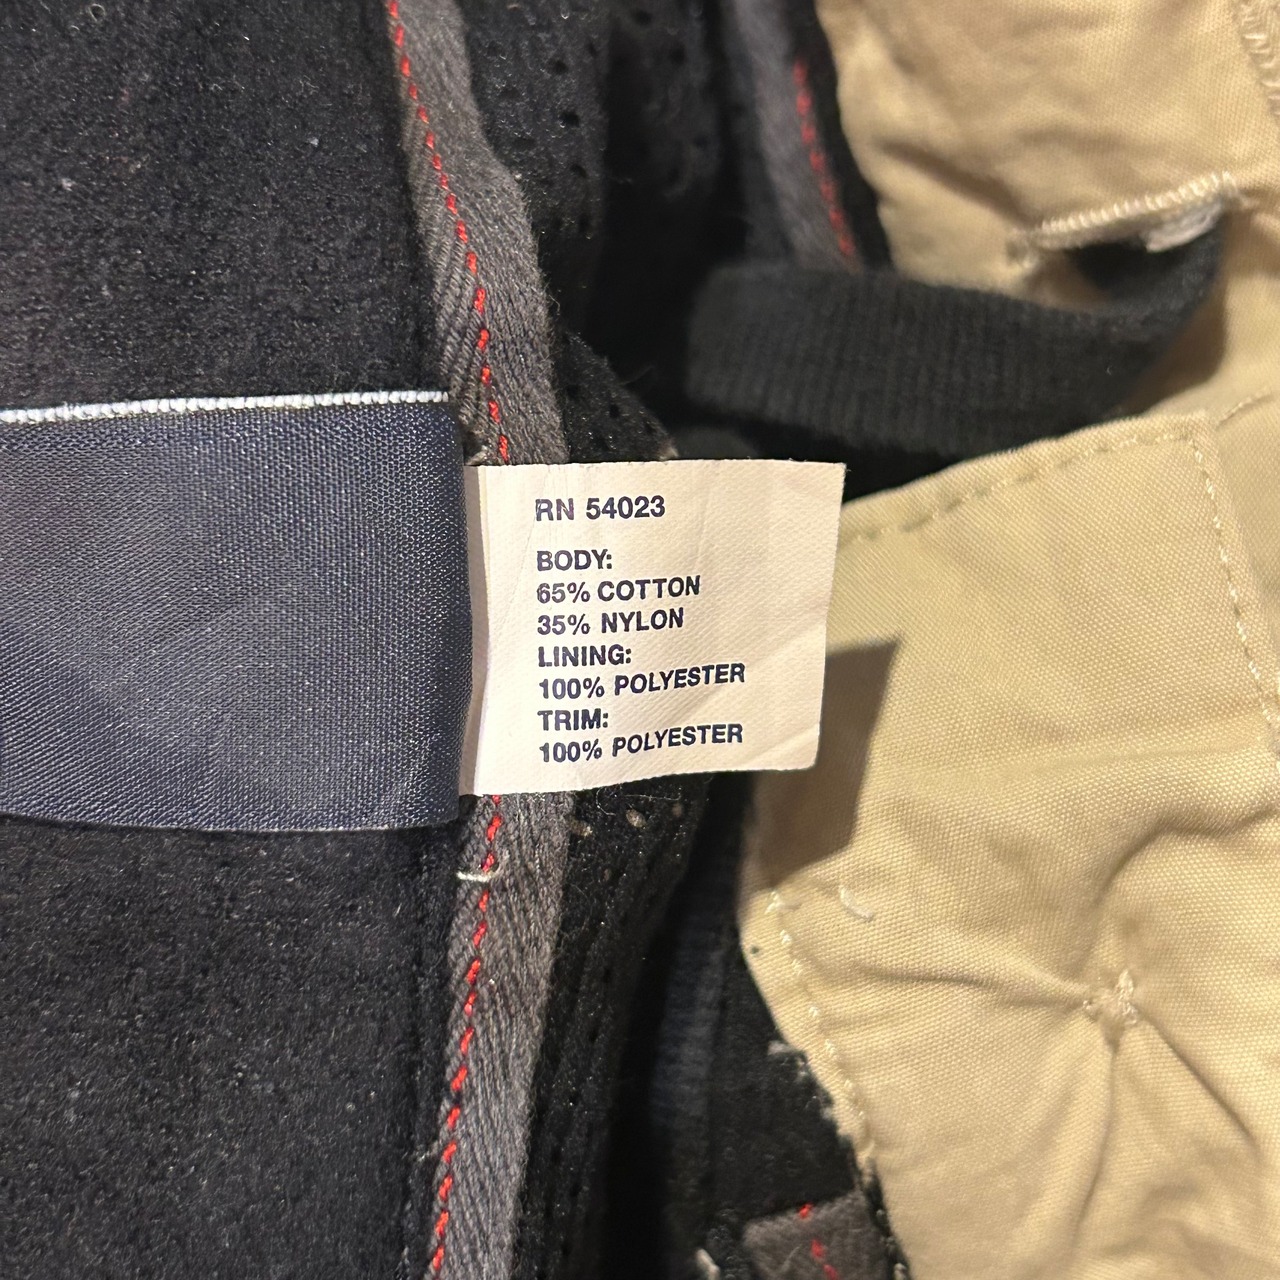 RN 54023
BODY:
65% COTTON
35% NYLON
LINING:
100% POLYESTER
TRIM:
100% POLYESTER